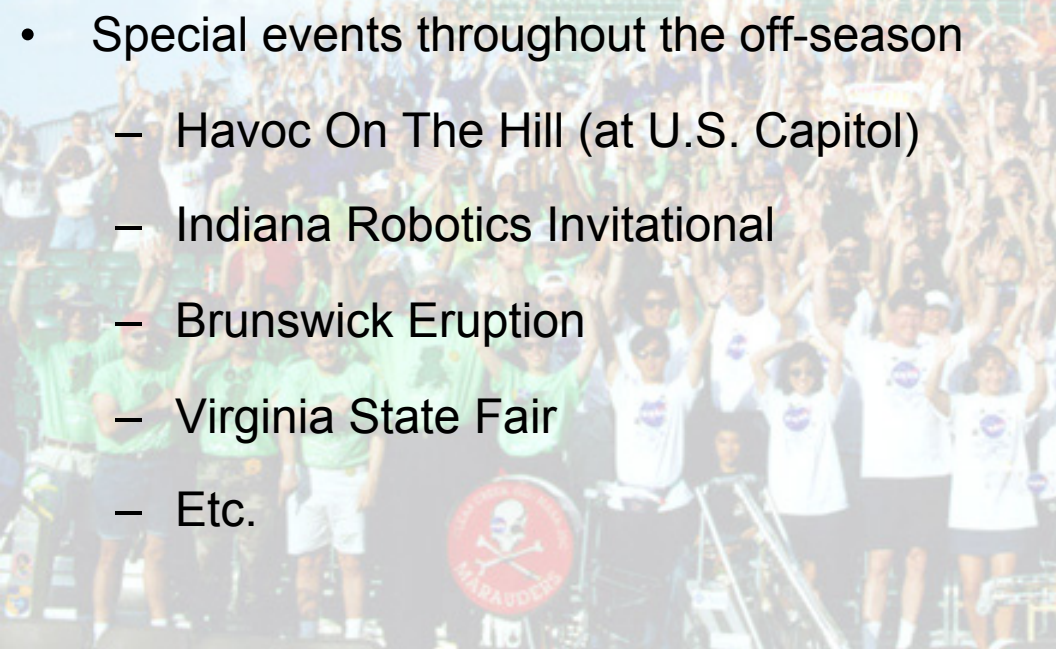 • Special events throughout the off-season
– Havoc On The Hill (at U.S. Capitol)
– Indiana Robotics Invitational
– Brunswick Eruption
– Virginia State Fair
– Etc.
MARAUDERS